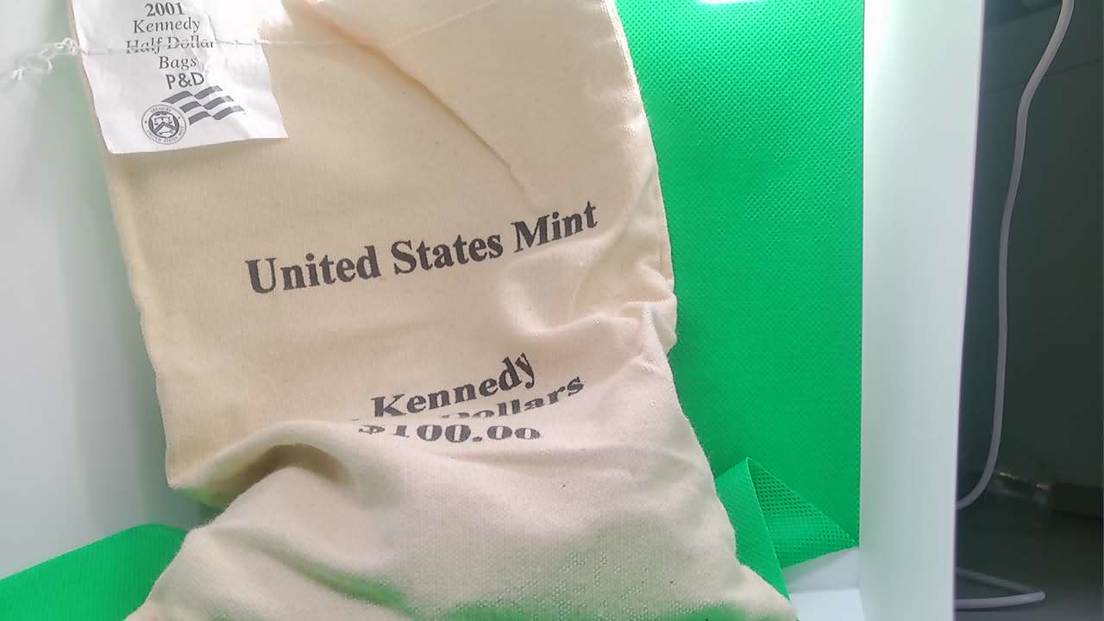 2001
Kennedy
Half Dollar
Bags
P&D
United States Mint
Kennedy
Dollars
$100.00